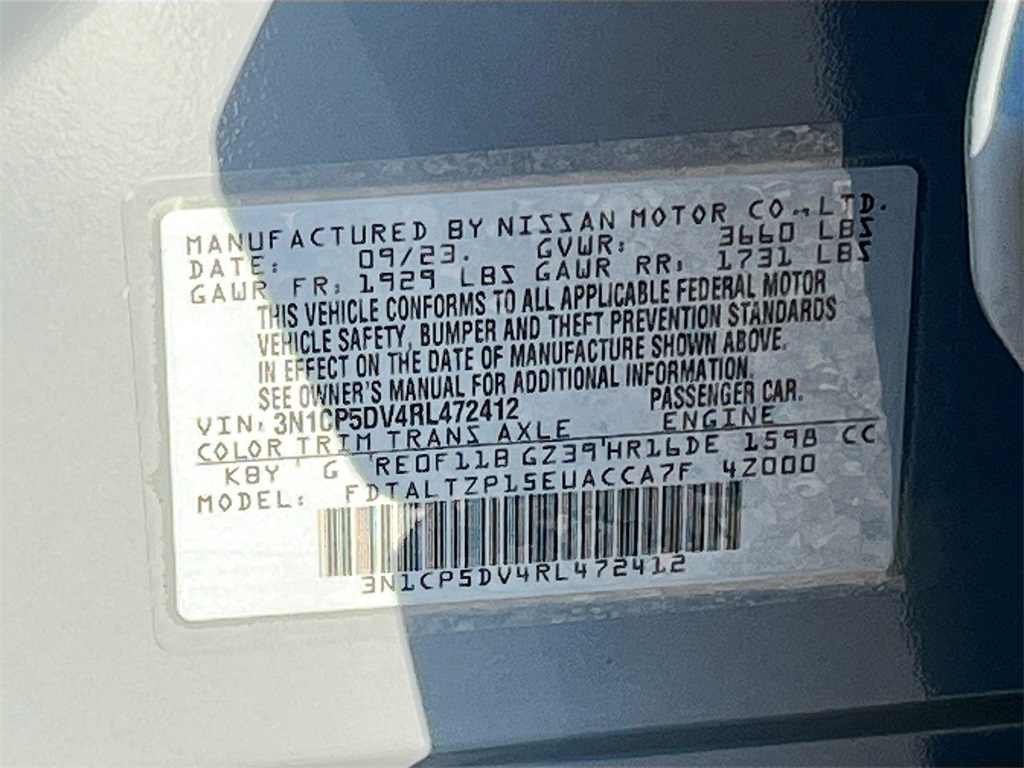 MANUFACTURED BY NISSAN MOTOR CO., LTD.
DATE: 09/23. GVWR: 3660 LBS
GAWR FR: 1929 LBS GAWR RR: 1731 LBS
THIS VEHICLE CONFORMS TO ALL APPLICABLE FEDERAL MOTOR
VEHICLE SAFETY, BUMPER AND THEFT PREVENTION STANDARDS
IN EFFECT ON THE DATE OF MANUFACTURE SHOWN ABOVE.
SEE OWNER'S MANUAL FOR ADDITIONAL INFORMATION.
VIN: 3N1CP5DV4RL472412 PASSENGER CAR.
COLOR TRIM TRANS AXLE ENGINE
KBY G RE0F11B GZ39 HR16DE 1598 CC
MODEL: FDTALTZP15EUACCA7F 42000
3N1CP5DV4RL472412